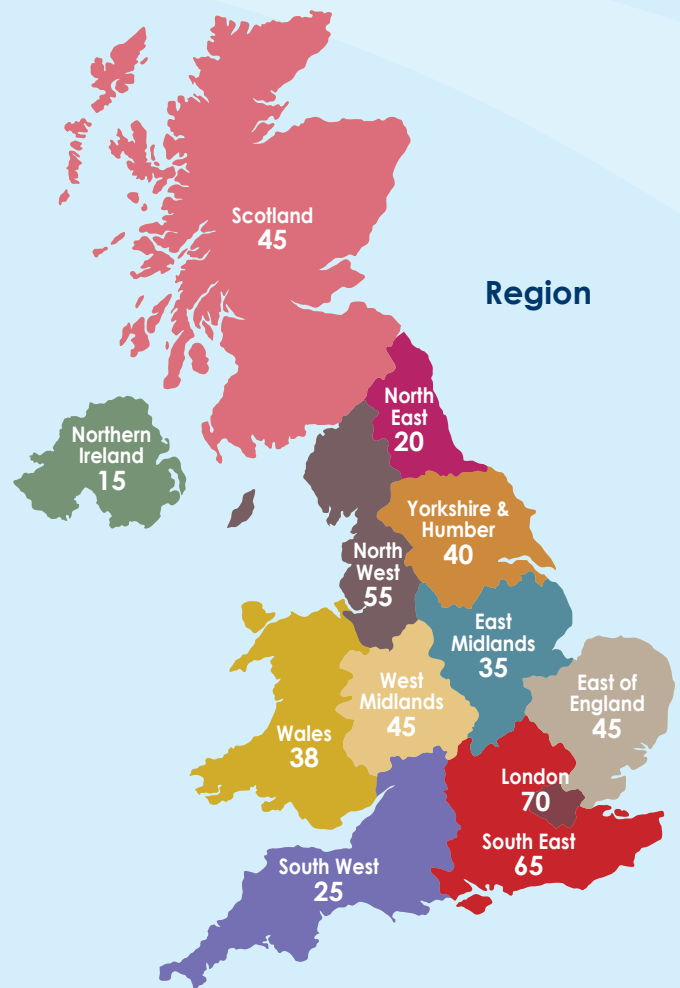 Scotland
45
Region
North
East
20
Northern
Ireland
15
Yorkshire &
Humber
40
North
West
55
East
Midlands
35
West
Midlands
45
East of
England
45
Wales
38
London
70
South East
65
South West
25